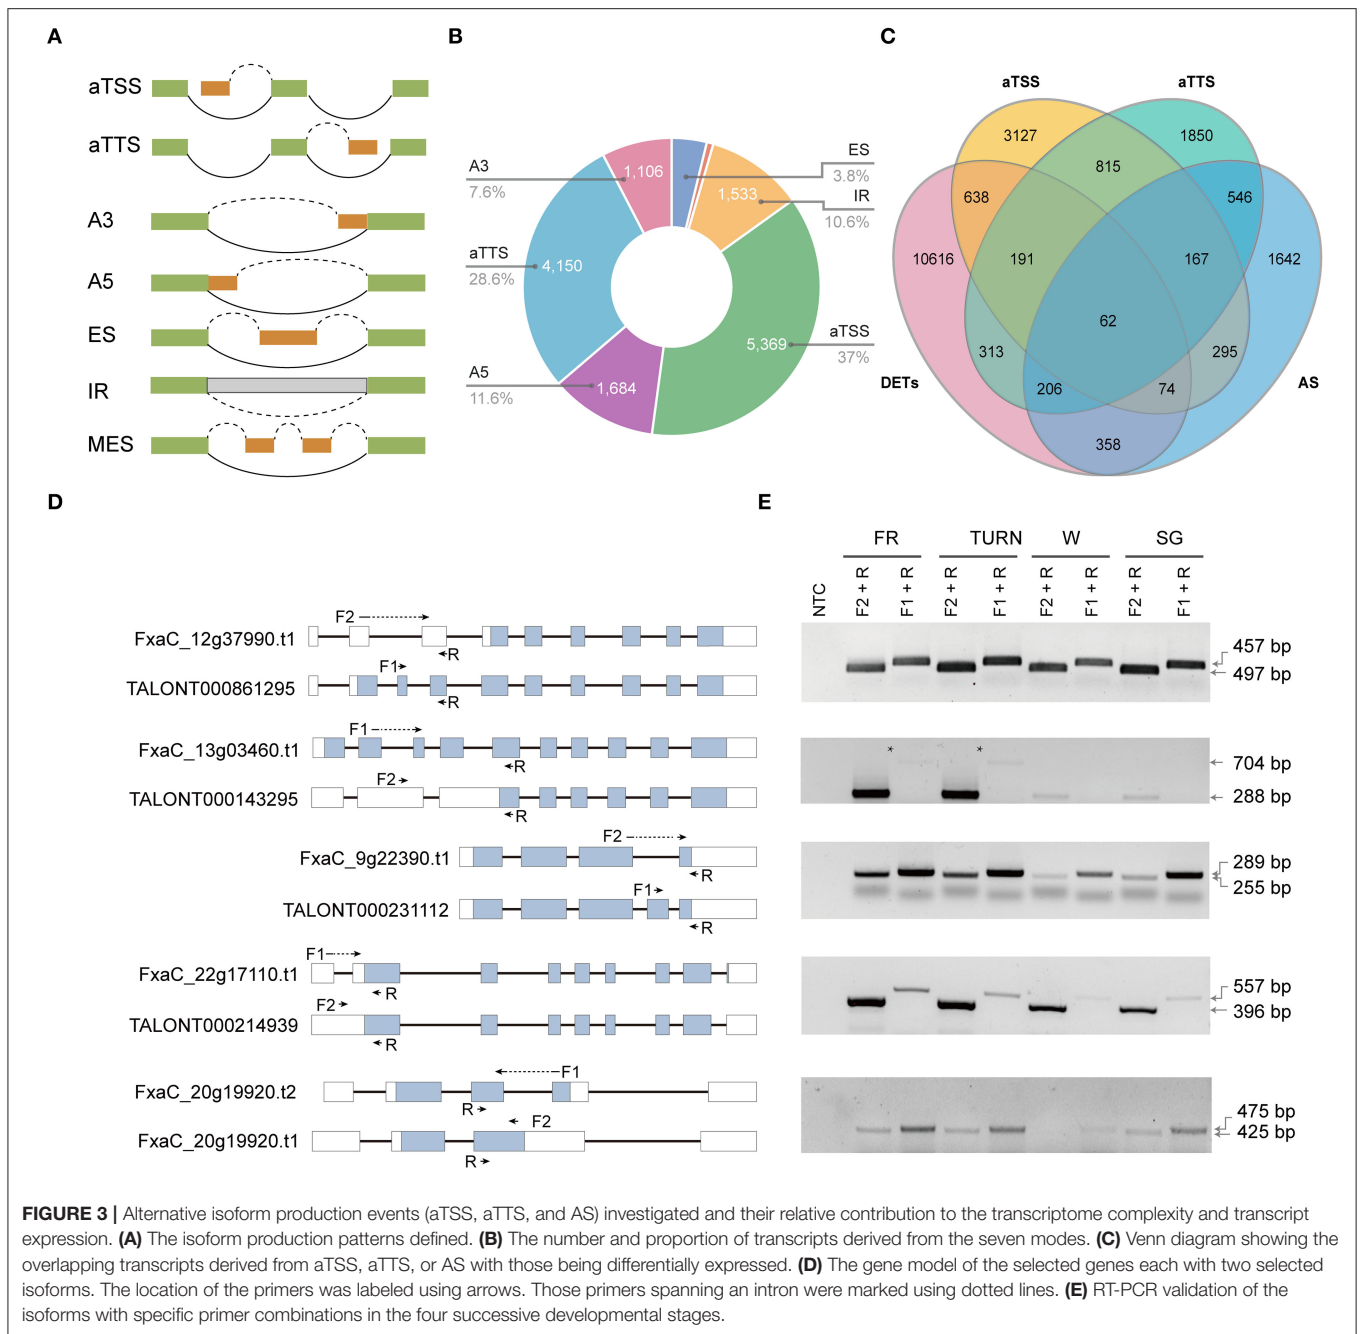 A
aTSS
aTTS
A3
A5
ES
IR
MES
B
A3
7.6%
1,106
ES
3.8%
1,533
IR
10.6%
aTTS
28.6%
4,150
5,369
aTSS
37%
A5
11.6%
1,684
C
aTSS
aTTS
3127
1850
815
638
546
10616
191
167
1642
62
313
295
DETs
206
74
AS
358
D
F2
FxaC_12g37990.t1
R
F1
TALONT000861295
R
F1
FxaC_13g03460.t1
R
F2
TALONT000143295
R
F2
FxaC_9g22390.t1
R
F1
TALONT000231112
R
F1
FxaC_22g17110.t1
R
F2
TALONT000214939
R
FxaC_20g19920.t2
F1
R
F2
FxaC_20g19920.t1
R
E
FR TURN W SG
NTC
F2 + R
F1 + R
F2 + R
F1 + R
F2 + R
F1 + R
F2 + R
F1 + R
457 bp
497 bp
* *
704 bp
288 bp
289 bp
255 bp
557 bp
396 bp
475 bp
425 bp
FIGURE 3 | Alternative isoform production events (aTSS, aTTS, and AS) investigated and their relative contribution to the transcriptome complexity and transcript
expression. (A) The isoform production patterns defined. (B) The number and proportion of transcripts derived from the seven modes. (C) Venn diagram showing the
overlapping transcripts derived from aTSS, aTTS, or AS with those being differentially expressed. (D) The gene model of the selected genes each with two selected
isoforms. The location of the primers was labeled using arrows. Those primers spanning an intron were marked using dotted lines. (E) RT-PCR validation of the
isoforms with specific primer combinations in the four successive developmental stages.